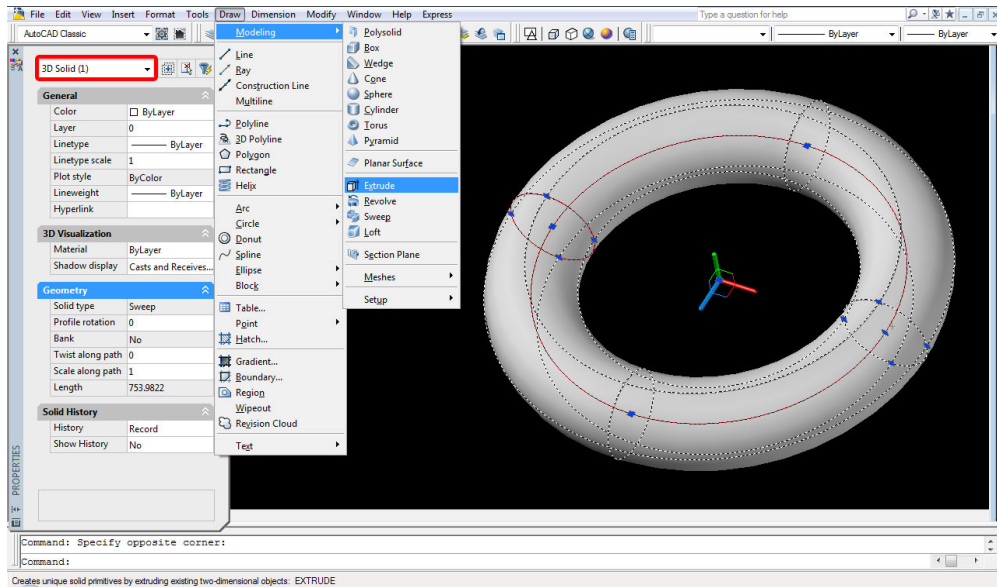 File Edit View Insert Format Tools Draw Dimension Modify Window Help Express Type a question for help
AutoCAD Classic ByLayer ByLayer
3D Solid (1)
General
Color ByLayer
Layer 0
Linetype ByLayer
Linetype scale 1
Plot style ByColor
Lineweight ByLayer
Hyperlink
3D Visualization
Material ByLayer
Shadow display Casts and Receives...
Geometry
Solid type Sweep
Profile rotation 0
Bank No
Twist along path 0
Scale along path 1
Length 753.9822
Solid History
History Record
Show History No
PROPERTIES
Modeling
Line
Ray
Construction Line
Multiline
Polyline
3D Polyline
Polygon
Rectangle
Helix
Arc
Circle
Donut
Spline
Ellipse
Block
Table...
Point
Hatch...
Gradient...
Boundary...
Region
Wipeout
Revision Cloud
Text
Polysolid
Box
Wedge
Cone
Sphere
Cylinder
Torus
Pyramid
Planar Surface
Extrude
Revolve
Sweep
Loft
Section Plane
Meshes
Setup
Command: Specify opposite corner:
Command:
Creates unique solid primitives by extruding existing two-dimensional objects: EXTRUDE